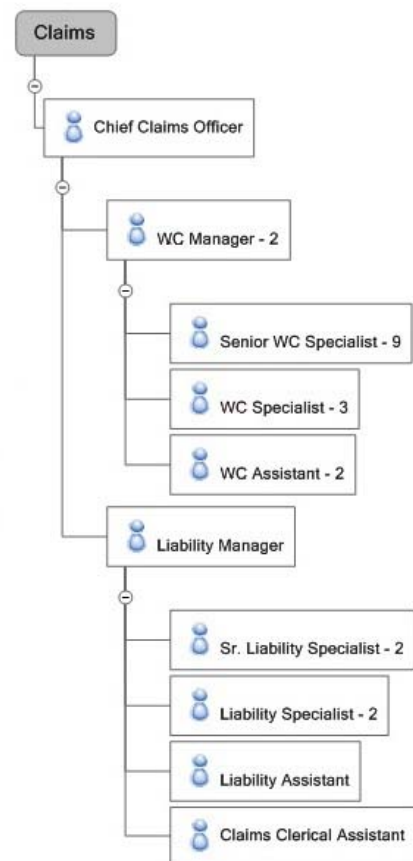 Claims
Chief Claims Officer
WC Manager - 2
Senior WC Specialist - 9
WC Specialist - 3
WC Assistant - 2
Liability Manager
Sr. Liability Specialist - 2
Liability Specialist - 2
Liability Assistant
Claims Clerical Assistant